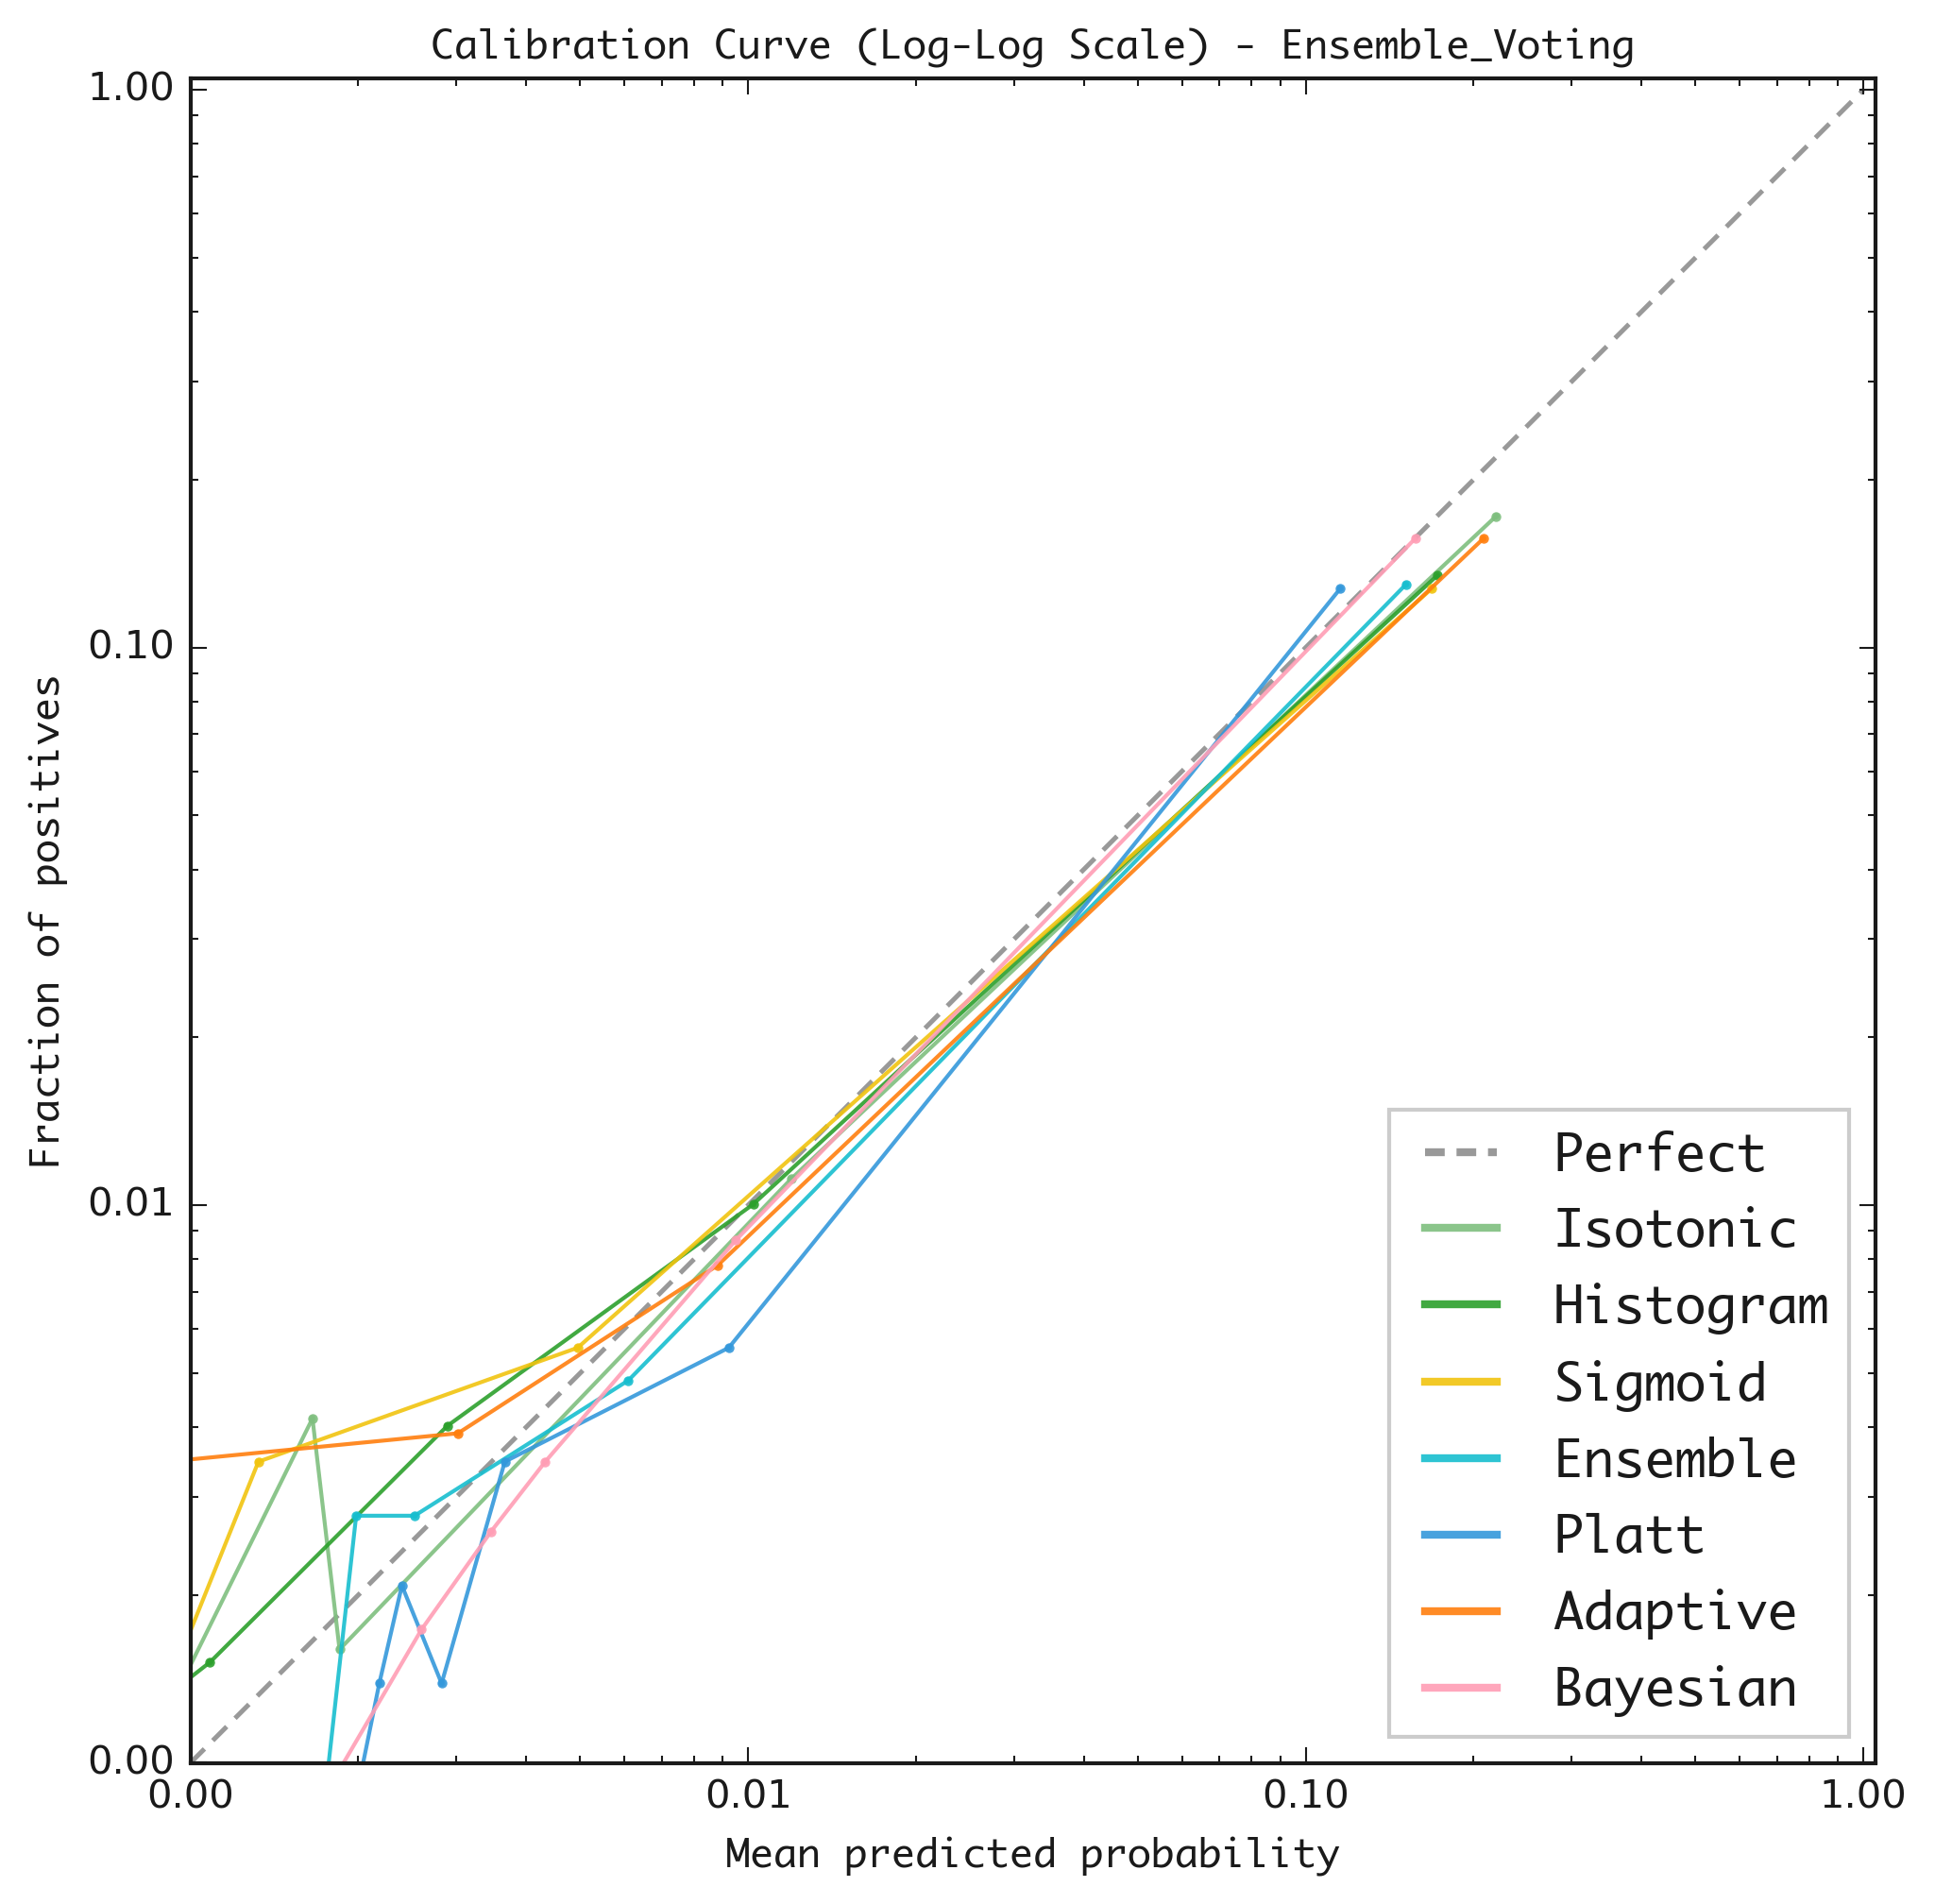 Calibration Curve (Log-Log Scale) - Ensemble_Voting
1.00
0.10
0.01
0.00
Fraction of positives
0.00
0.01
0.10
1.00
Mean predicted probability
Perfect
Isotonic
Histogram
Sigmoid
Ensemble
Platt
Adaptive
Bayesian